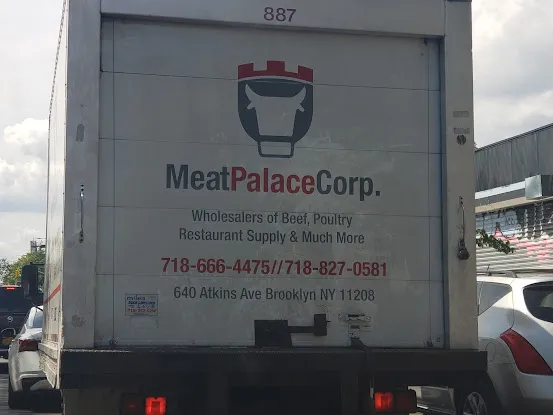 887
MeatPalaceCorp.
Wholesalers of Beef, Poultry
Restaurant Supply & Much More
718-666-4475//718-827-0581
640 Atkins Ave Brooklyn NY 11208